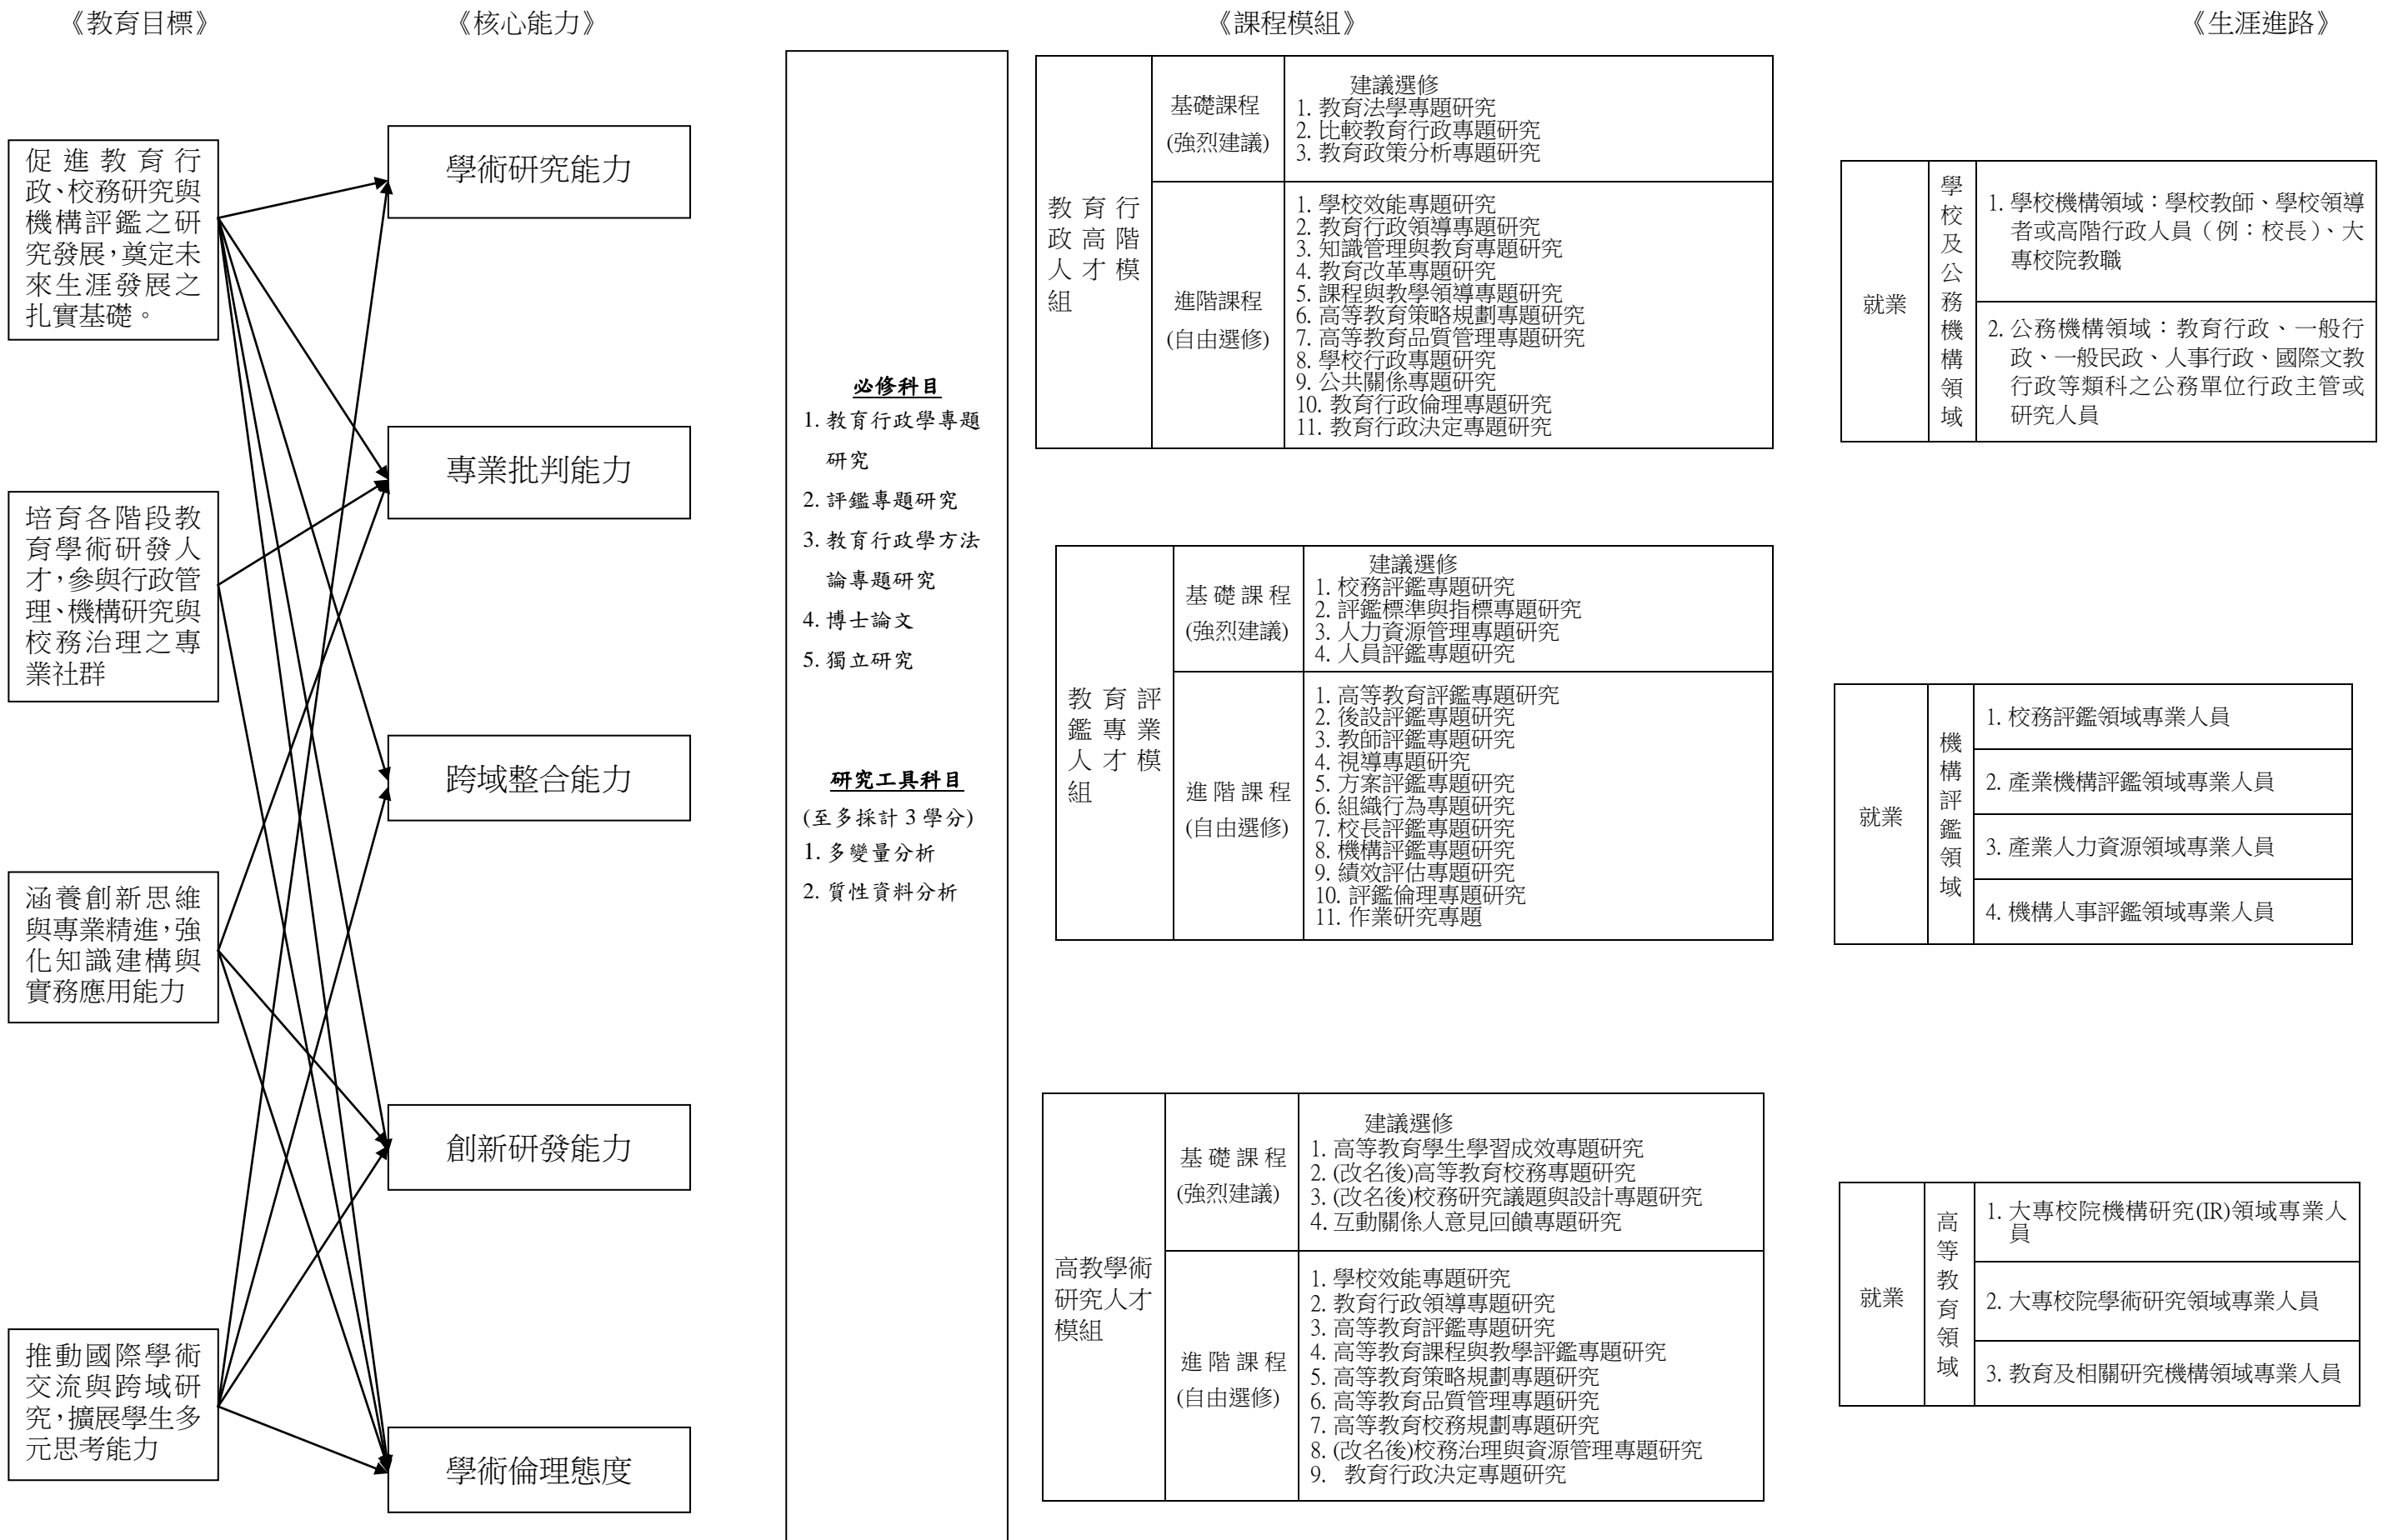 《教育目標》
《核心能力》
《課程模組》
《生涯進路》
促進教育行
政、校務研究與
機構評鑑之研
究發展，奠定未
來生涯發展之
扎實基礎。
培育各階段教
育學術研發人
才，參與行政管
理、機構研究與
校務治理之專
業社群
涵養創新思維
與專業精進，強
化知識建構與
實務應用能力
推動國際學術
交流與跨域研
究，擴展學生多
元思考能力
學術研究能力
專業批判能力
跨域整合能力
創新研發能力
學術倫理態度
必修科目
1. 教育行政學專題
研究
2. 評鑑專題研究
3. 教育行政學方法
論專題研究
4. 博士論文
5. 獨立研究
研究工具科目
(至多採計 3 學分)
1. 多變量分析
2. 質性資料分析
教育行
政高階
人才模
組
基礎課程
(強烈建議)
建議選修
1. 教育法學專題研究
2. 比較教育行政專題研究
3. 教育政策分析專題研究
進階課程
(自由選修)
1. 學校效能專題研究
2. 教育行政領導專題研究
3. 知識管理與教育專題研究
4. 教育改革專題研究
5. 課程與教學領導專題研究
6. 高等教育策略規劃專題研究
7. 高等教育品質管理專題研究
8. 學校行政專題研究
9. 公共關係專題研究
10. 教育行政倫理專題研究
11. 教育行政決定專題研究
教育評
鑑專業
人才模
組
基礎課程
(強烈建議)
建議選修
1. 校務評鑑專題研究
2. 評鑑標準與指標專題研究
3. 人力資源管理專題研究
4. 人員評鑑專題研究
進階課程
(自由選修)
1. 高等教育評鑑專題研究
2. 後設評鑑專題研究
3. 教師評鑑專題研究
4. 視導專題研究
5. 方案評鑑專題研究
6. 組織行為專題研究
7. 校長評鑑專題研究
8. 機構評鑑專題研究
9. 績效評估專題研究
10. 評鑑倫理專題研究
11. 作業研究專題
高教學術
研究人才
模組
基礎課程
(強烈建議)
建議選修
1. 高等教育學生學習成效專題研究
2. (改名後)高等教育校務專題研究
3. (改名後)校務研究議題與設計專題研究
4. 互動關係人意見回饋專題研究
進階課程
(自由選修)
1. 學校效能專題研究
2. 教育行政領導專題研究
3. 高等教育評鑑專題研究
4. 高等教育課程與教學評鑑專題研究
5. 高等教育策略規劃專題研究
6. 高等教育品質管理專題研究
7. 高等教育校務規劃專題研究
8. (改名後)校務治理與資源管理專題研究
9. 教育行政決定專題研究
就業
學校及公務機構領域
1. 學校機構領域：學校教師、學校領導
者或高階行政人員（例：校長）、大
專校院教職
2. 公務機構領域：教育行政、一般行
政、一般民政、人事行政、國際文教
行政等類科之公務單位行政主管或
研究人員
就業
機構評鑑領域
1. 校務評鑑領域專業人員
2. 產業機構評鑑領域專業人員
3. 產業人力資源領域專業人員
4. 機構人事評鑑領域專業人員
就業
高等教育領域
1. 大專校院機構研究(IR)領域專業人
員
2. 大專校院學術研究領域專業人員
3. 教育及相關研究機構領域專業人員